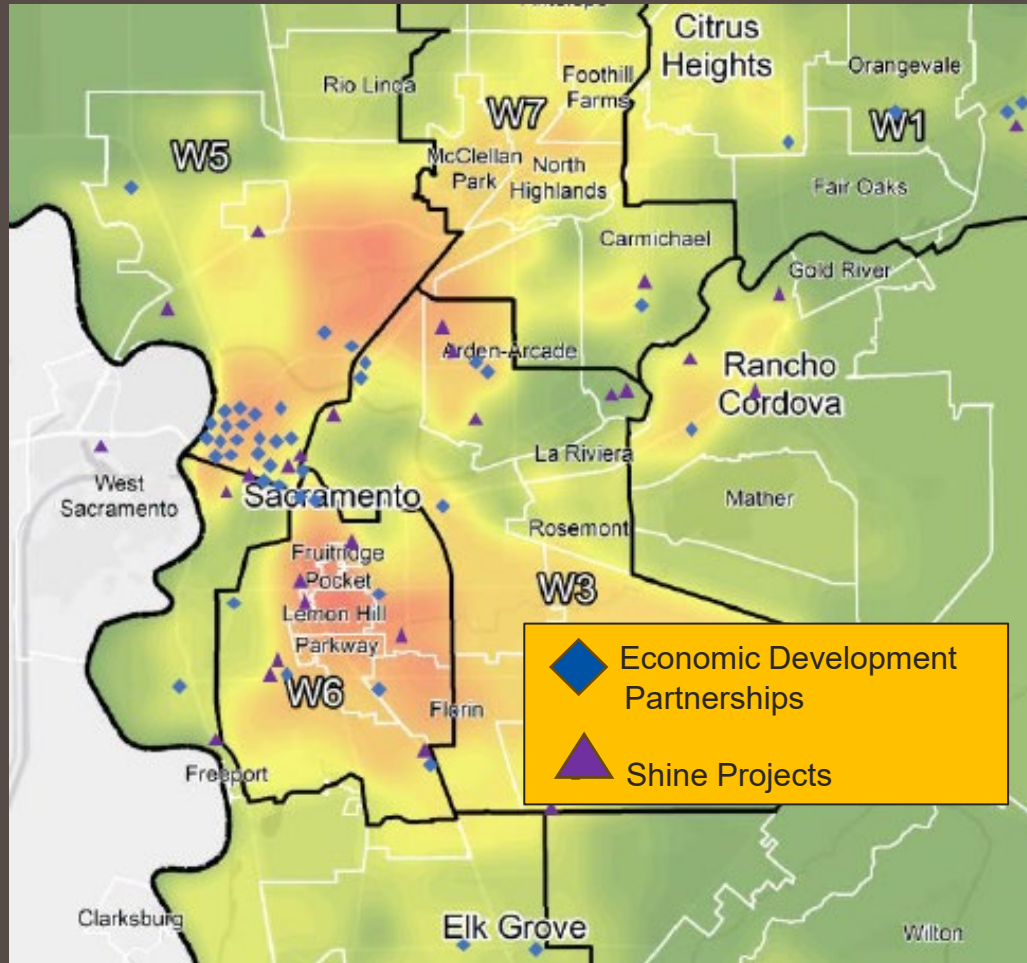 Antelope
Citrus
Heights
Orangevale
Foothill
Farms
Rio Linda
W7
W1
W5
McClellan
Park
North
Highlands
Fair Oaks
Carmichael
Gold River
Arden-Arcade
Rancho
Cordova
La Riviera
West
Sacramento
Sacramento
Mather
Rosemont
Fruitridge
Pocket
W3
Lemon Hill
Parkway
W6
Florin
Freeport
Economic Development
Partnerships
Shine Projects
Clarksburg
Elk Grove
Wilton